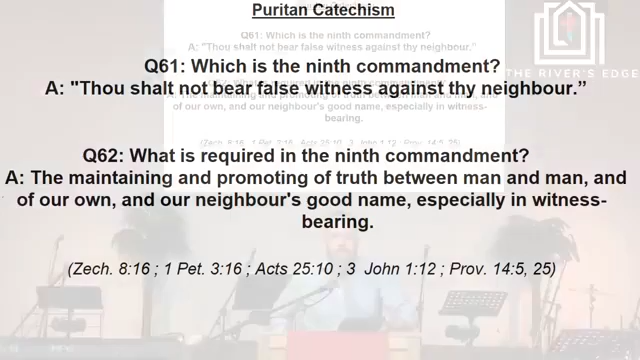 Puritan Catechism
Q61: Which is the ninth commandment?
A: "Thou shalt not bear false witness against thy neighbour."
THE RIVER'S EDGE
Q62: What is required in the ninth commandment?
A: The maintaining and promoting of truth between man and man, and
of our own, and our neighbour's good name, especially in witness-
bearing.
(Zech. 8:16 ; 1 Pet. 3:16 ; Acts 25:10 ; 3 John 1:12 ; Prov. 14:5, 25)